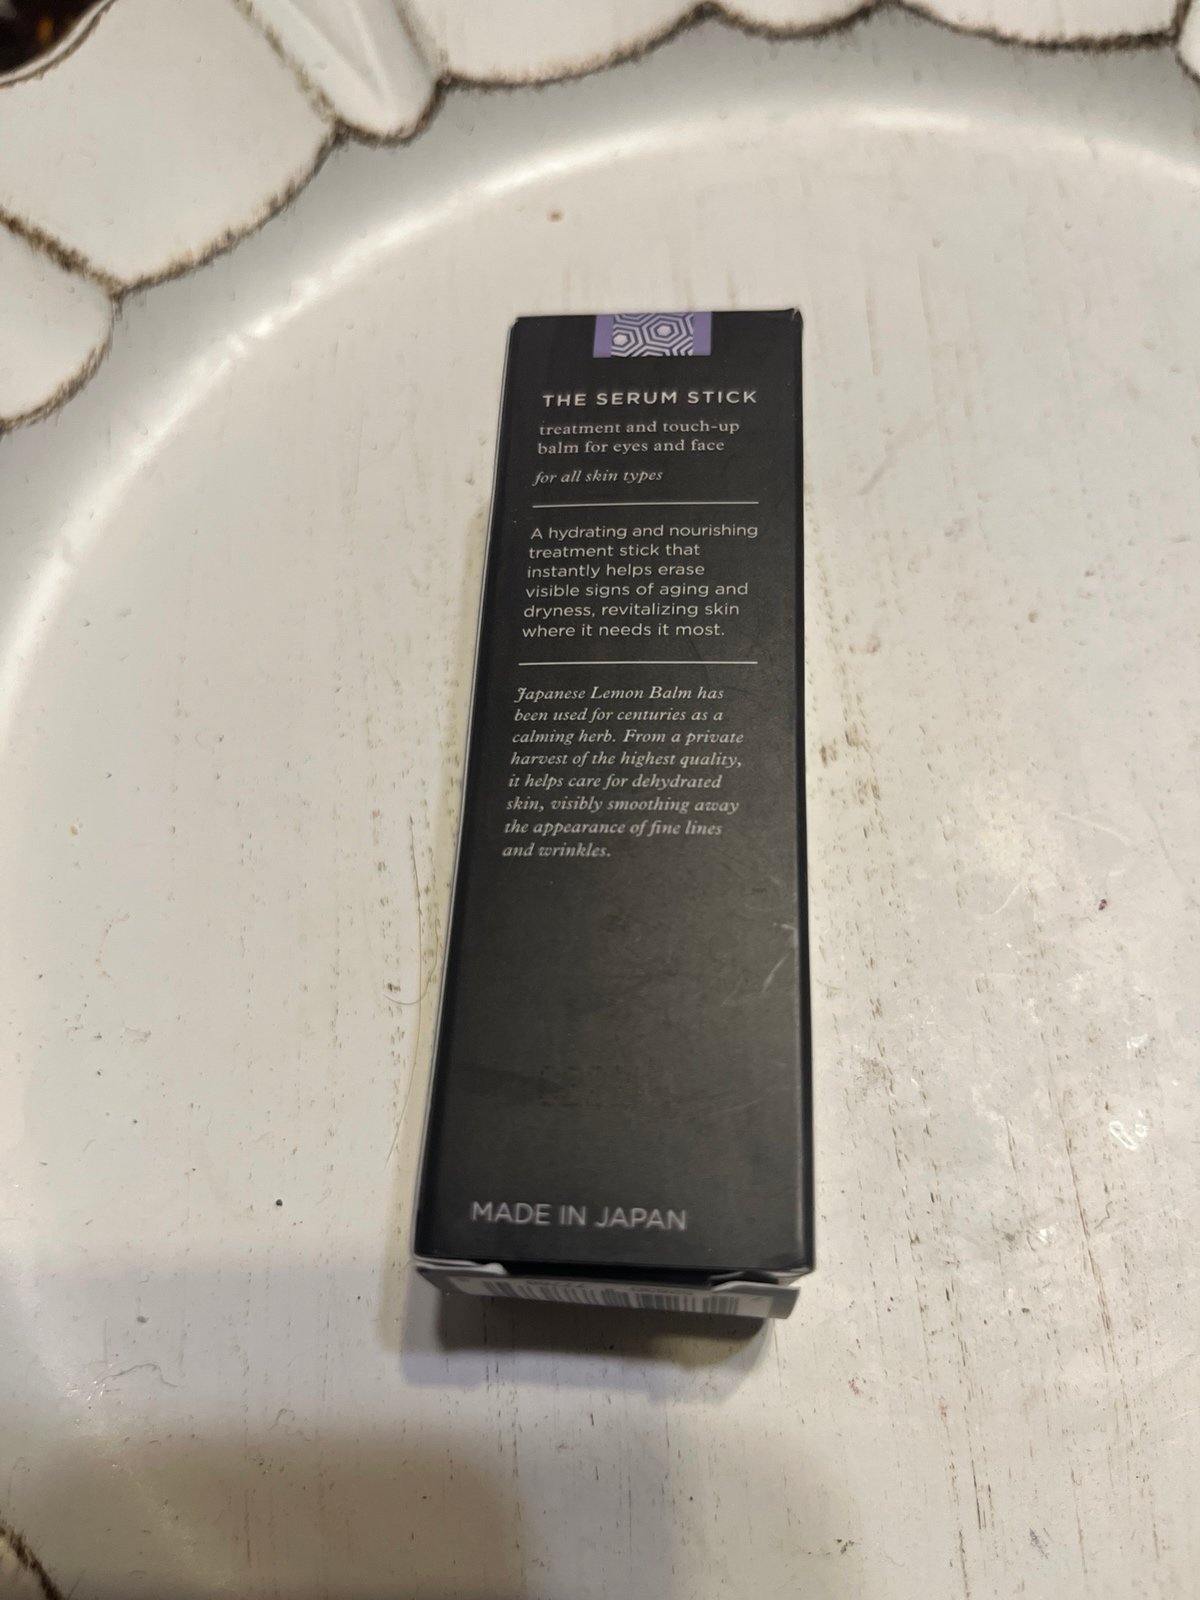 THE SERUM STICK
treatment and touch-up
balm for eyes and face
for all skin types
A hydrating and nourishing
treatment stick that
instantly helps erase
visible signs of aging and
dryness, revitalizing skin
where it needs it most.
Japanese Lemon Balm has
been used for centuries as a
calming herb. From a private
harvest of the highest quality,
it helps care for dehydrated
skin, visibly smoothing away
the appearance of fine lines
and wrinkles.
MADE IN JAPAN